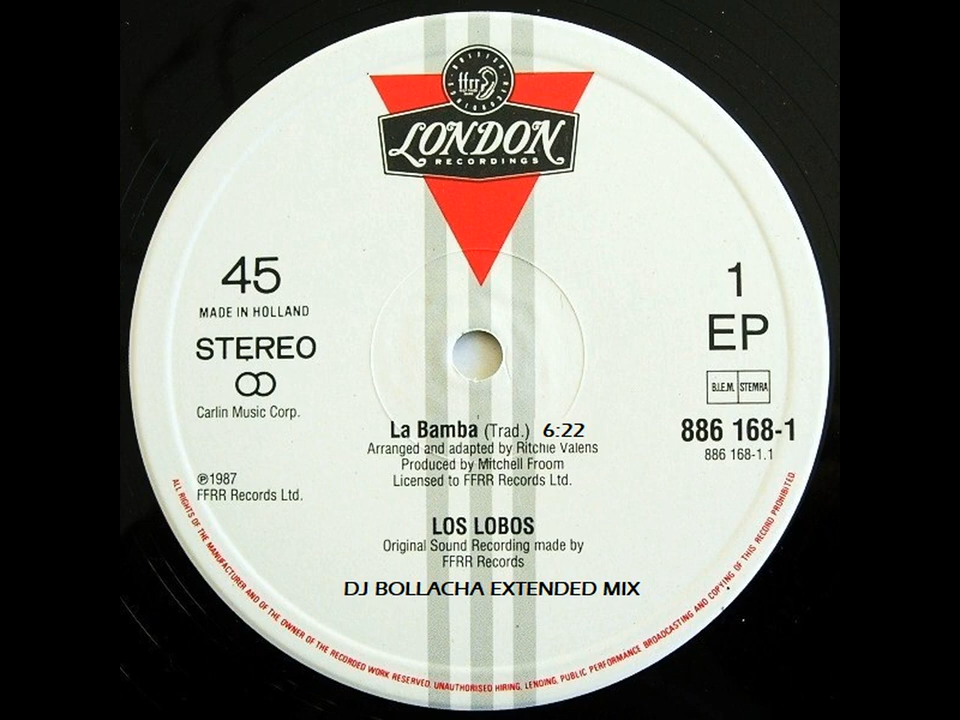 ffrr
LONDON
RECORDINGS
45
MADE IN HOLLAND
STEREO
Carlin Music Corp.
1
EP
B.I.E.M. STEMRA
886 168-1
886 168-1.1
La Bamba (Trad.) 6:22
Arranged and adapted by Ritchie Valens
Produced by Mitchell Froom
Licensed to FFRR Records Ltd.
℗1987
FFRR Records Ltd.
LOS LOBOS
Original Sound Recording made by
FFRR Records
DJ BOLLACHA EXTENDED MIX
ALL RIGHTS OF THE MANUFACTURER AND OF THE OWNER OF THE RECORDED WORK RESERVED. UNAUTHORISED HIRING, LENDING, PUBLIC PERFORMANCE BROADCASTING AND COPYING OF THIS RECORD PROHIBITED.